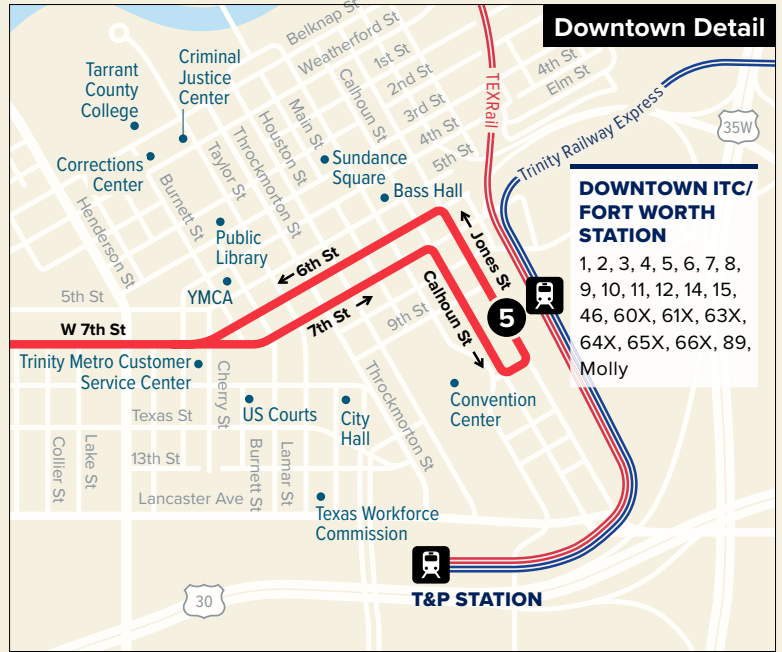 Downtown Detail
Belknap St
Weatherford St
1st St
2nd St
3rd St
4th St
5th St
4th St
Elm St
TEXRail
Trinity Railway Express
35W
Criminal
Justice
Center
Tarrant
County
College
Corrections
Center
Calhoun St
Main St
Houston St
Throckmorton St
Taylor St
Burnett St
Henderson St
Sundance
Square
Bass Hall
Public
Library
YMCA
DOWNTOWN ITC/
FORT WORTH
STATION
1, 2, 3, 4, 5, 6, 7, 8,
9, 10, 11, 12, 14, 15,
46, 60X, 61X, 63X,
64X, 65X, 66X, 89,
Molly
6th St
7th St
Jones St
Calhoun St
5
9th St
5th St
W 7th St
Trinity Metro Customer
Service Center
Cherry St
US Courts
City
Hall
Convention
Center
Throckmorton St
Texas St
13th St
Collier St
Lake St
Burnett St
Lamar St
Lancaster Ave
Texas Workforce
Commission
T&P STATION
30